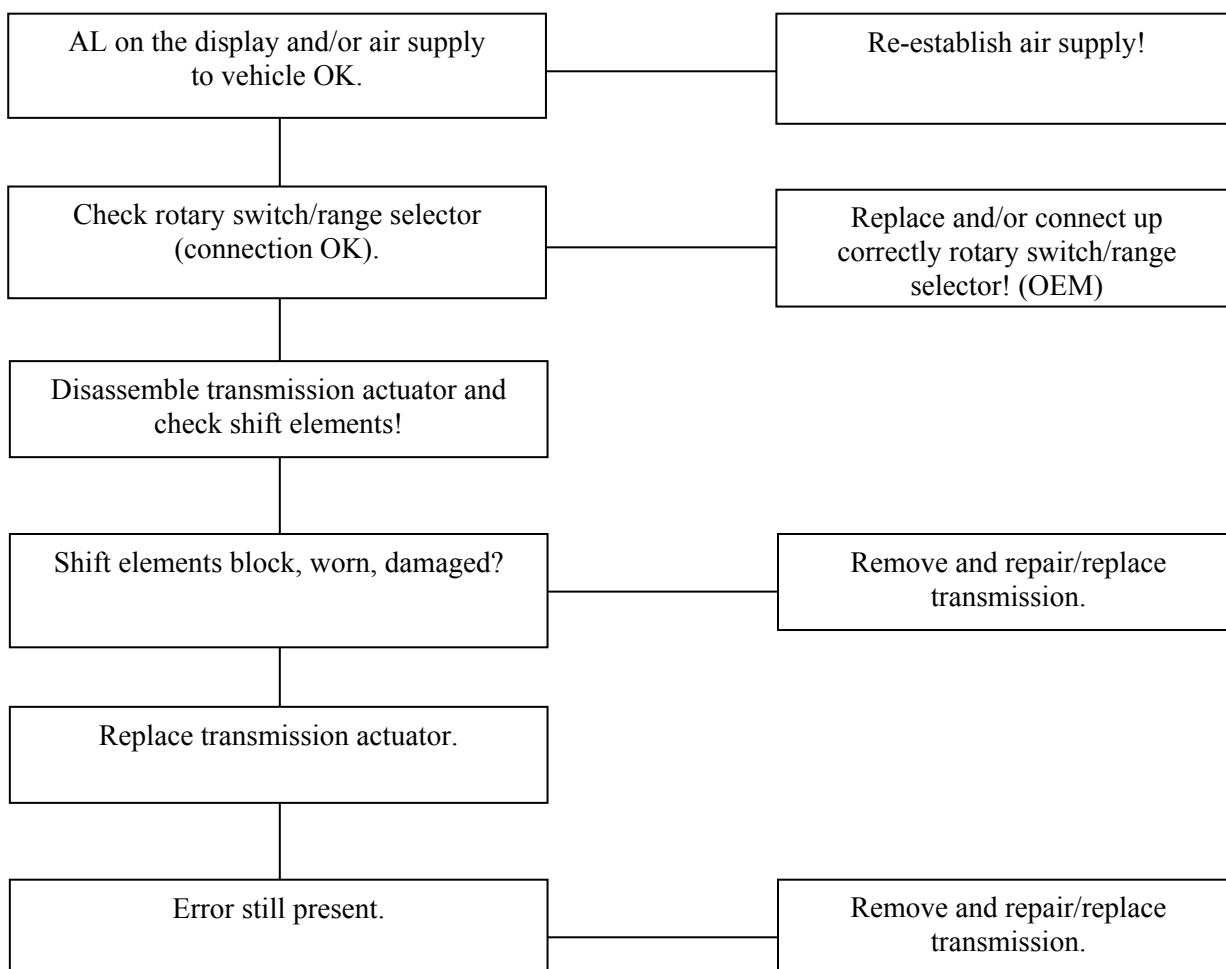 AL on the display and/or air supply
to vehicle OK.
Re-establish air supply!
Check rotary switch/range selector
(connection OK).
Replace and/or connect up
correctly rotary switch/range
selector! (OEM)
Disassemble transmission actuator and
check shift elements!
Shift elements block, worn, damaged?
Remove and repair/replace
transmission.
Replace transmission actuator.
Error still present.
Remove and repair/replace
transmission.